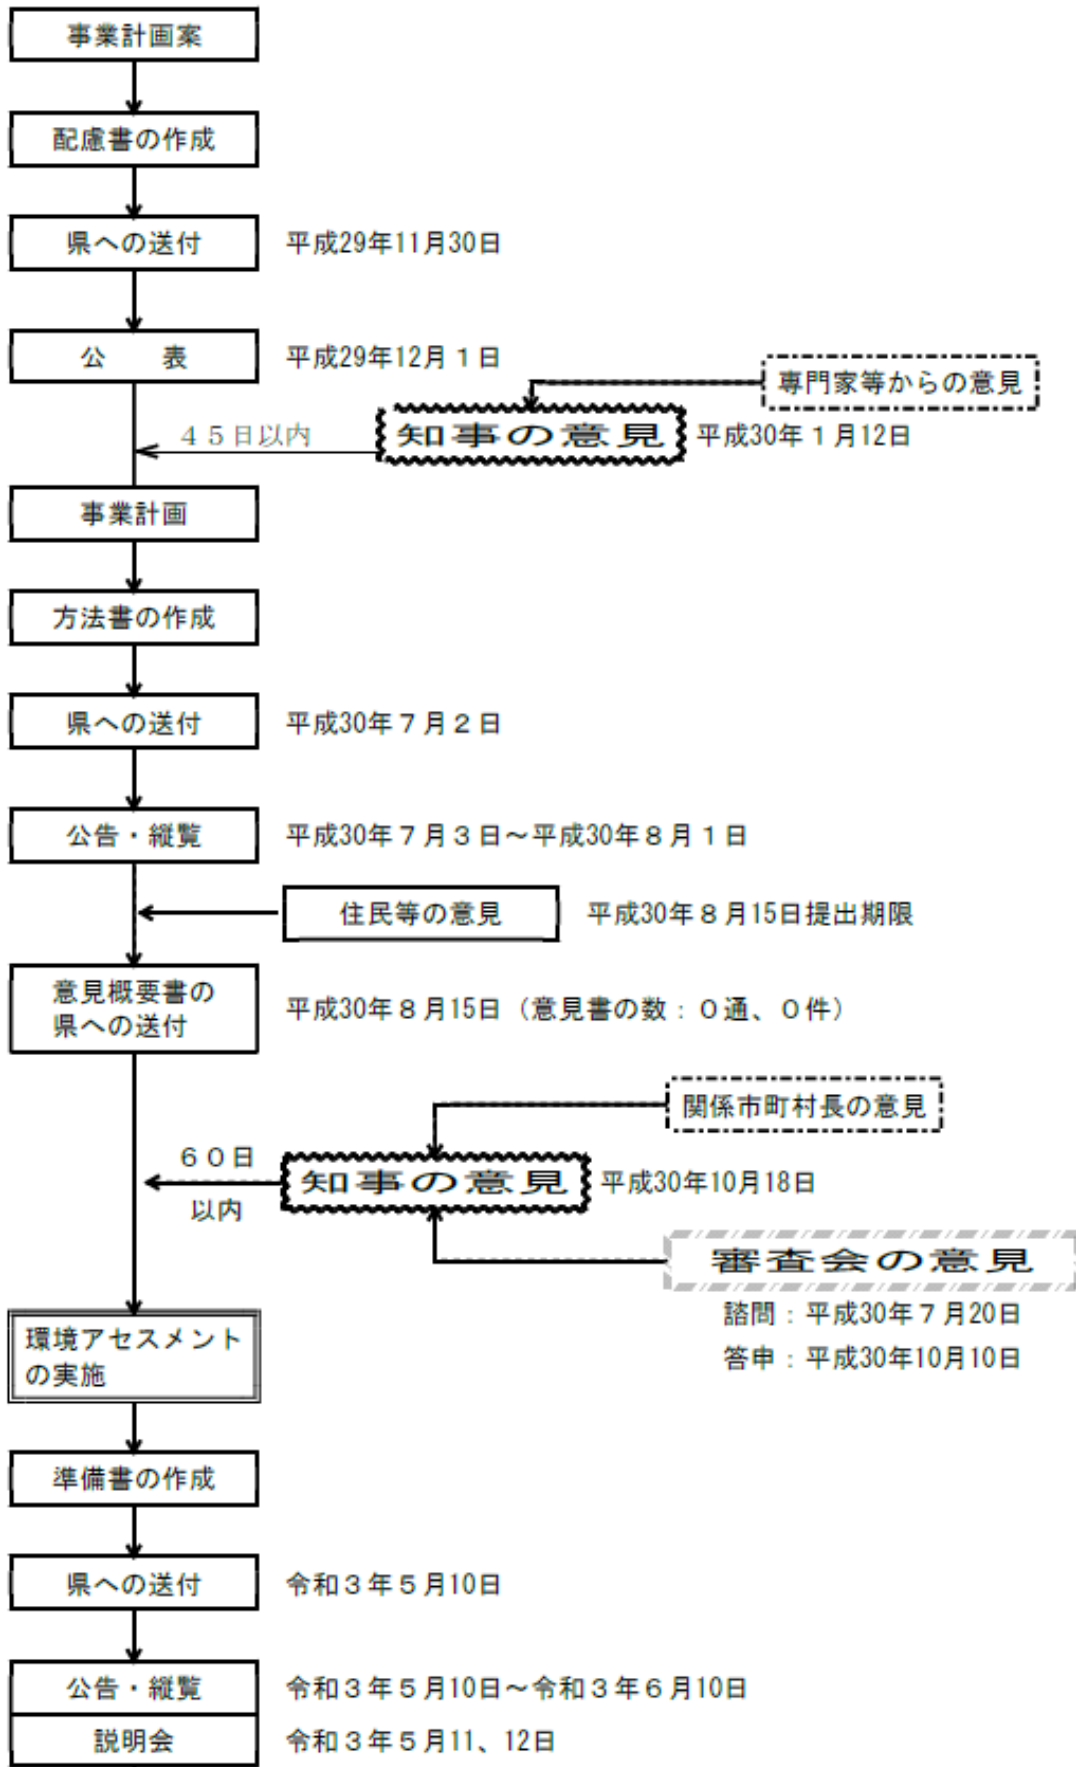 事業計画案
配慮書の作成
県への送付 平成29年11月30日
公　表 平成29年12月１日
専門家等からの意見
４５日以内 知事の意見 平成30年１月12日
事業計画
方法書の作成
県への送付 平成30年７月２日
公告・縦覧 平成30年７月３日～平成30年８月１日
住民等の意見 平成30年８月15日提出期限
意見概要書の
県への送付
平成30年８月15日（意見書の数：０通、０件）
関係市町村長の意見
６０日
以内
知事の意見 平成30年10月18日
審査会の意見
諮問：平成30年７月20日
答申：平成30年10月10日
環境アセスメント
の実施
準備書の作成
県への送付 令和３年５月10日
公告・縦覧 令和３年５月10日～令和３年６月10日
説明会 令和３年５月11、12日